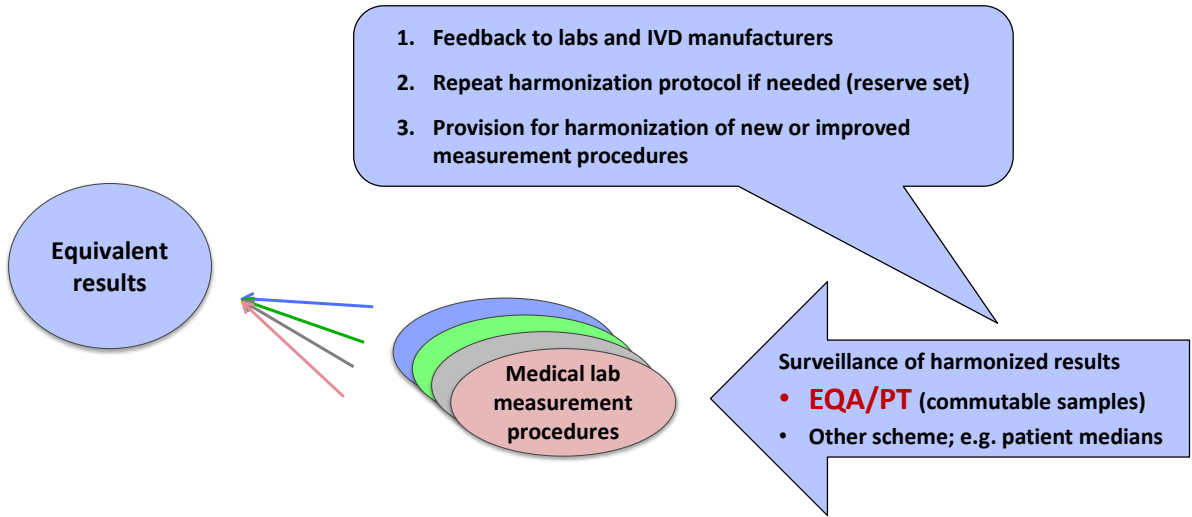 1. Feedback to labs and IVD manufacturers
2. Repeat harmonization protocol if needed (reserve set)
3. Provision for harmonization of new or improved
measurement procedures
Equivalent
results
Medical lab
measurement
procedures
Surveillance of harmonized results
• EQA/PT (commutable samples)
• Other scheme; e.g. patient medians